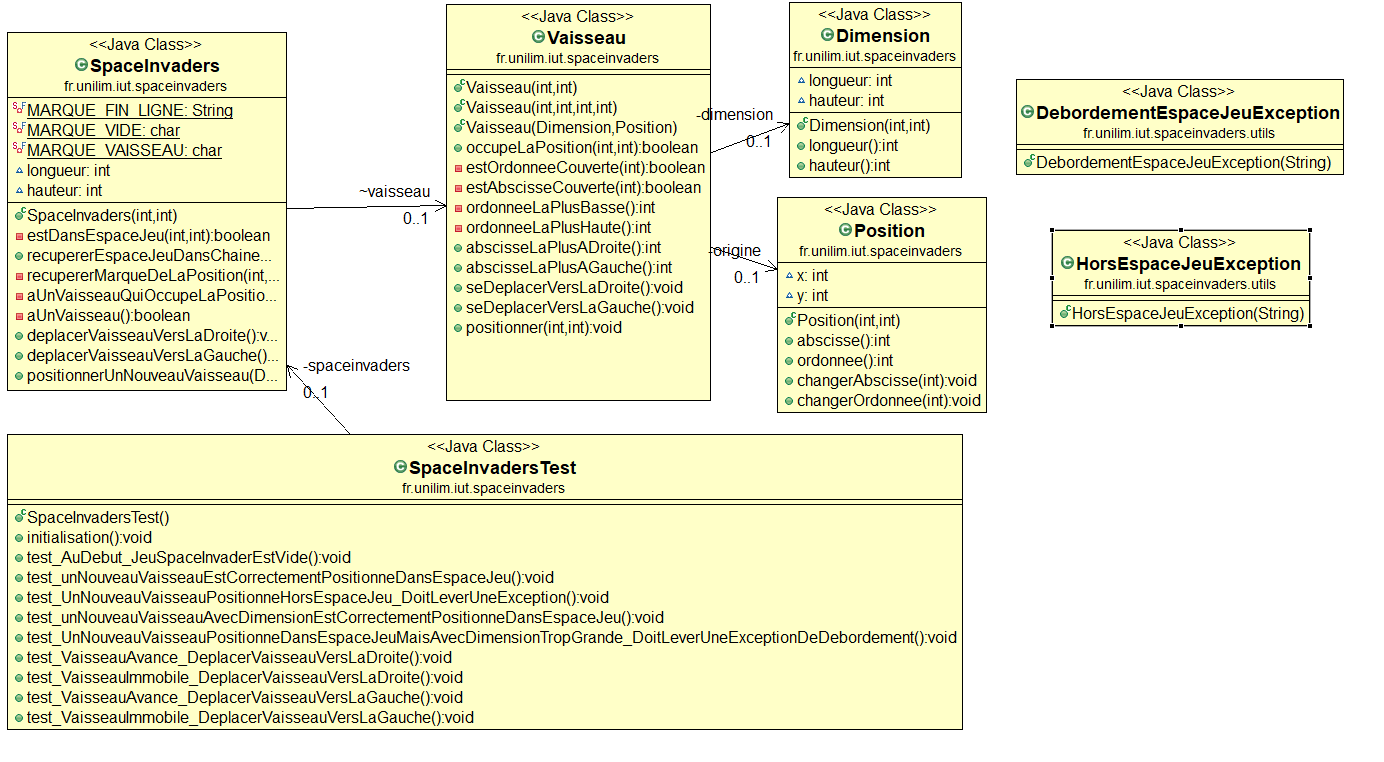 <<Java Class>>
SpaceInvaders
fr.unilim.iut.spaceinvaders
MARQUE_FIN_LIGNE: String
MARQUE_VIDE: char
MARQUE_VAISSEAU: char
longueur: int
hauteur: int
SpaceInvaders(int,int)
estDansEspaceJeu(int,int):boolean
recupererEspaceJeuDansChaine...
recupererMarqueDeLaPosition(int,...
aUnVaisseauQuiOccupeLaPositio...
aUnVaisseau():boolean
deplacerVaisseauVersLaDroite():v...
deplacerVaisseauVersLaGauche()...
positionnerUnNouveauVaisseau(D...
~vaisseau
0..1
<<Java Class>>
Vaisseau
fr.unilim.iut.spaceinvaders
Vaisseau(int,int)
Vaisseau(int,int,int,int)
Vaisseau(Dimension,Position)
occupeLaPosition(int,int):boolean
estOrdonneeCouverte(int):boolean
estAbscisseCouverte(int):boolean
ordonneeLaPlusBasse():int
ordonneeLaPlusHaute():int
abscisseLaPlusADroite():int
abscisseLaPlusAGauche():int
seDeplacerVersLaDroite():void
seDeplacerVersLaGauche():void
positionner(int,int):void
-dimension
0..1
<<Java Class>>
Dimension
fr.unilim.iut.spaceinvaders
longueur: int
hauteur: int
Dimension(int,int)
longueur():int
hauteur():int
-origine
0..1
<<Java Class>>
Position
fr.unilim.iut.spaceinvaders
x: int
y: int
Position(int,int)
abscisse():int
ordonnee():int
changerAbscisse(int):void
changerOrdonnee(int):void
<<Java Class>>
DebordementEspaceJeuException
fr.unilim.iut.spaceinvaders.utils
DebordementEspaceJeuException(String)
<<Java Class>>
HorsEspaceJeuException
fr.unilim.iut.spaceinvaders.utils
HorsEspaceJeuException(String)
-spaceinvaders
0..1
<<Java Class>>
SpaceInvadersTest
fr.unilim.iut.spaceinvaders
SpaceInvadersTest()
initialisation():void
test_AuDebut_JeuSpaceInvaderEstVide():void
test_unNouveauVaisseauEstCorrectementPositionneDansEspaceJeu():void
test_UnNouveauVaisseauPositionneHorsEspaceJeu_DoitLeverUneException():void
test_unNouveauVaisseauAvecDimensionEstCorrectementPositionneDansEspaceJeu():void
test_UnNouveauVaisseauPositionneDansEspaceJeuMaisAvecDimensionTropGrande_DoitLeverUneExceptionDeDebordement():void
test_VaisseauAvance_DeplacerVaisseauVersLaDroite():void
test_VaisseauImmobile_DeplacerVaisseauVersLaDroite():void
test_VaisseauAvance_DeplacerVaisseauVersLaGauche():void
test_VaisseauImmobile_DeplacerVaisseauVersLaGauche():void